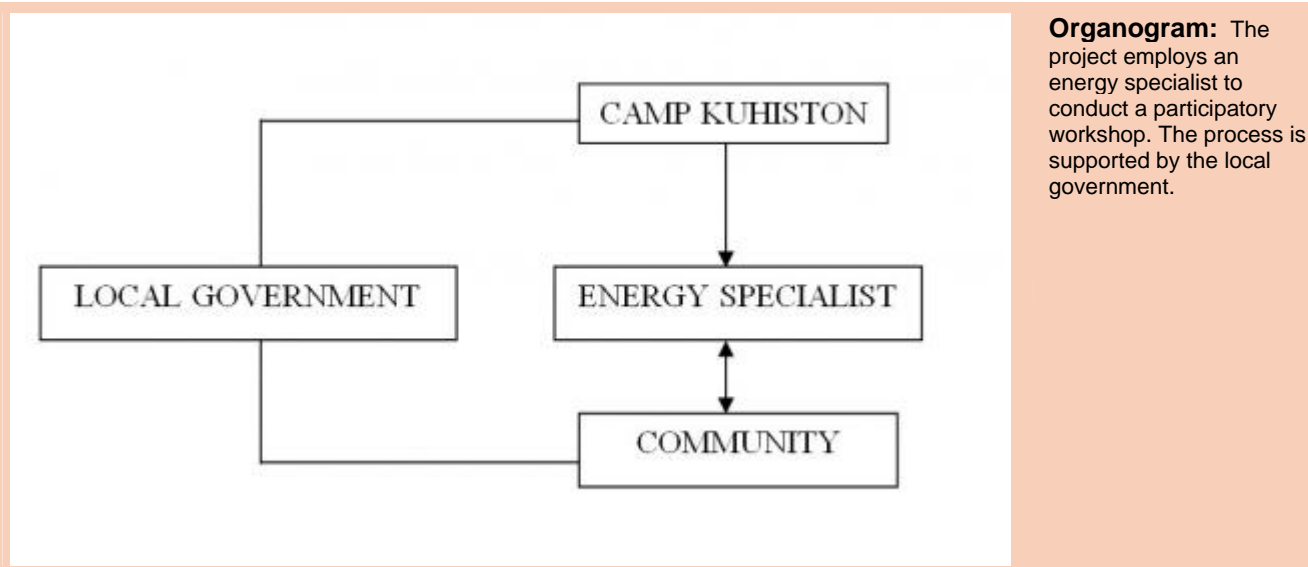 CAMP KUHISTON
LOCAL GOVERNMENT
ENERGY SPECIALIST
COMMUNITY
Organogram: The
project employs an
energy specialist to
conduct a participatory
workshop. The process is
supported by the local
government.